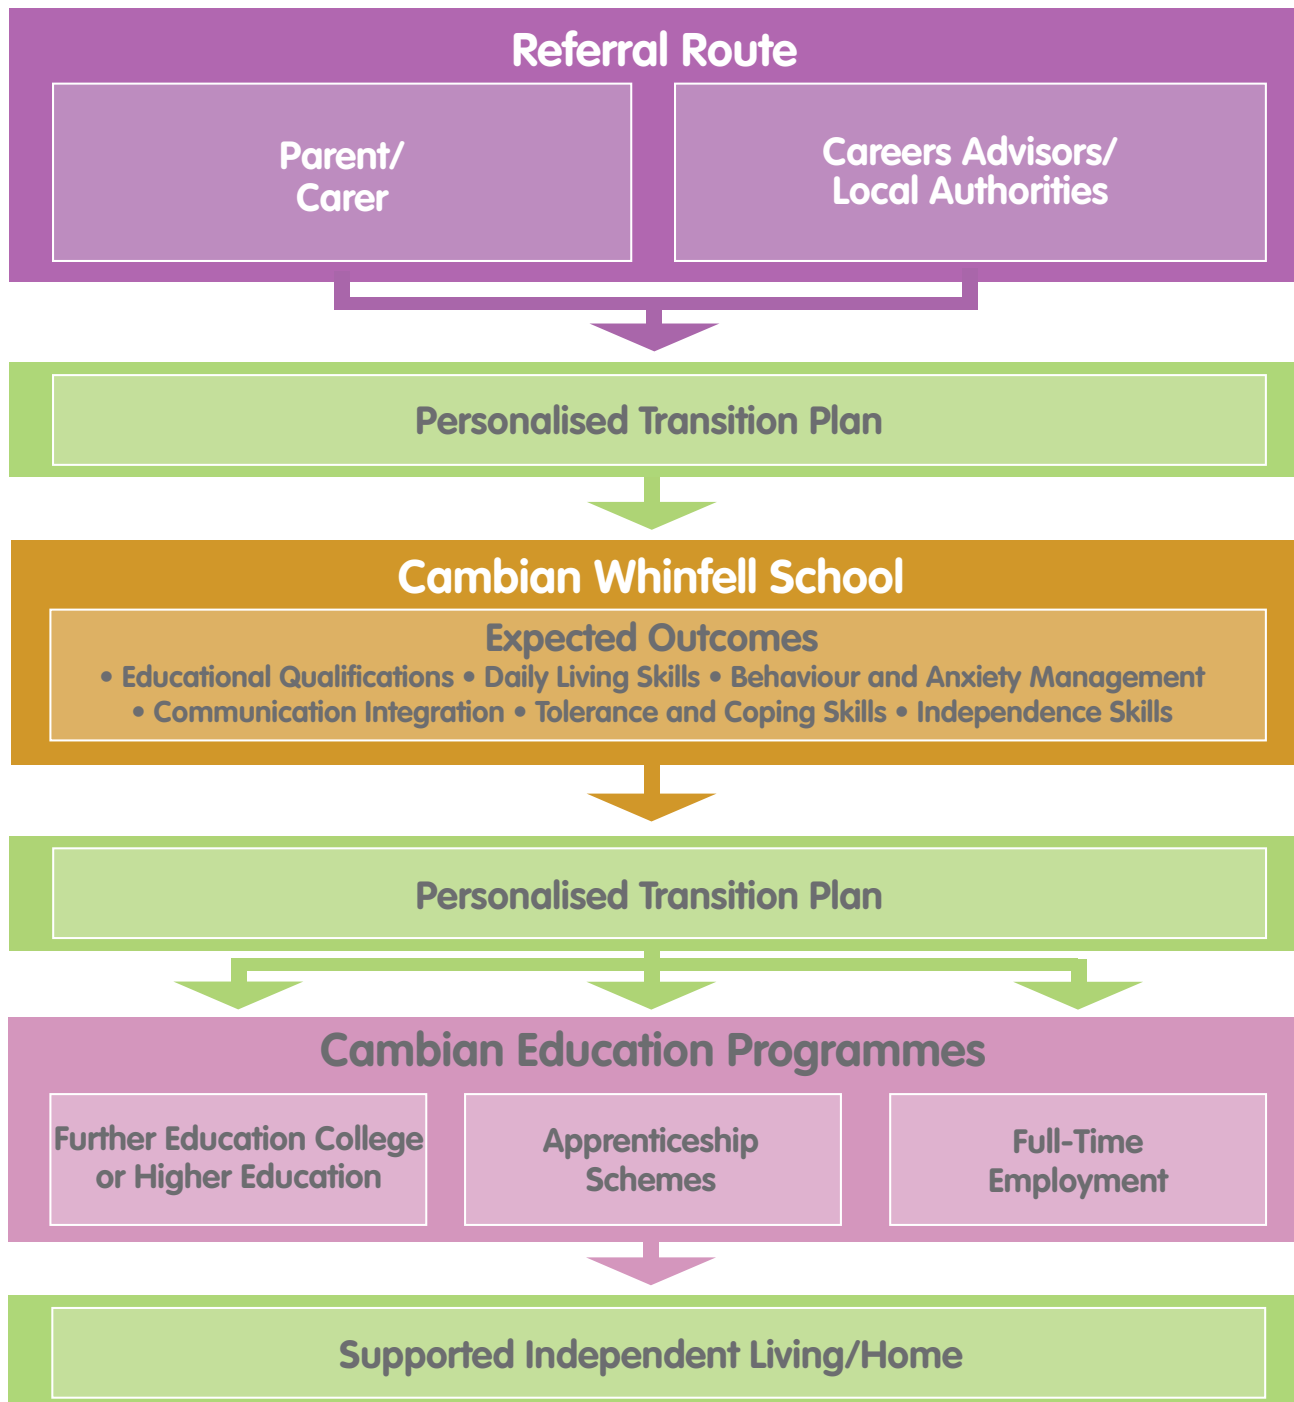 Referral Route
Parent/
Carer
Careers Advisors/
Local Authorities
Personalised Transition Plan
Cambian Whinfell School
Expected Outcomes
• Educational Qualifications • Daily Living Skills • Behaviour and Anxiety Management
• Communication Integration • Tolerance and Coping Skills • Independence Skills
Personalised Transition Plan
Cambian Education Programmes
Further Education College
or Higher Education
Apprenticeship
Schemes
Full-Time
Employment
Supported Independent Living/Home